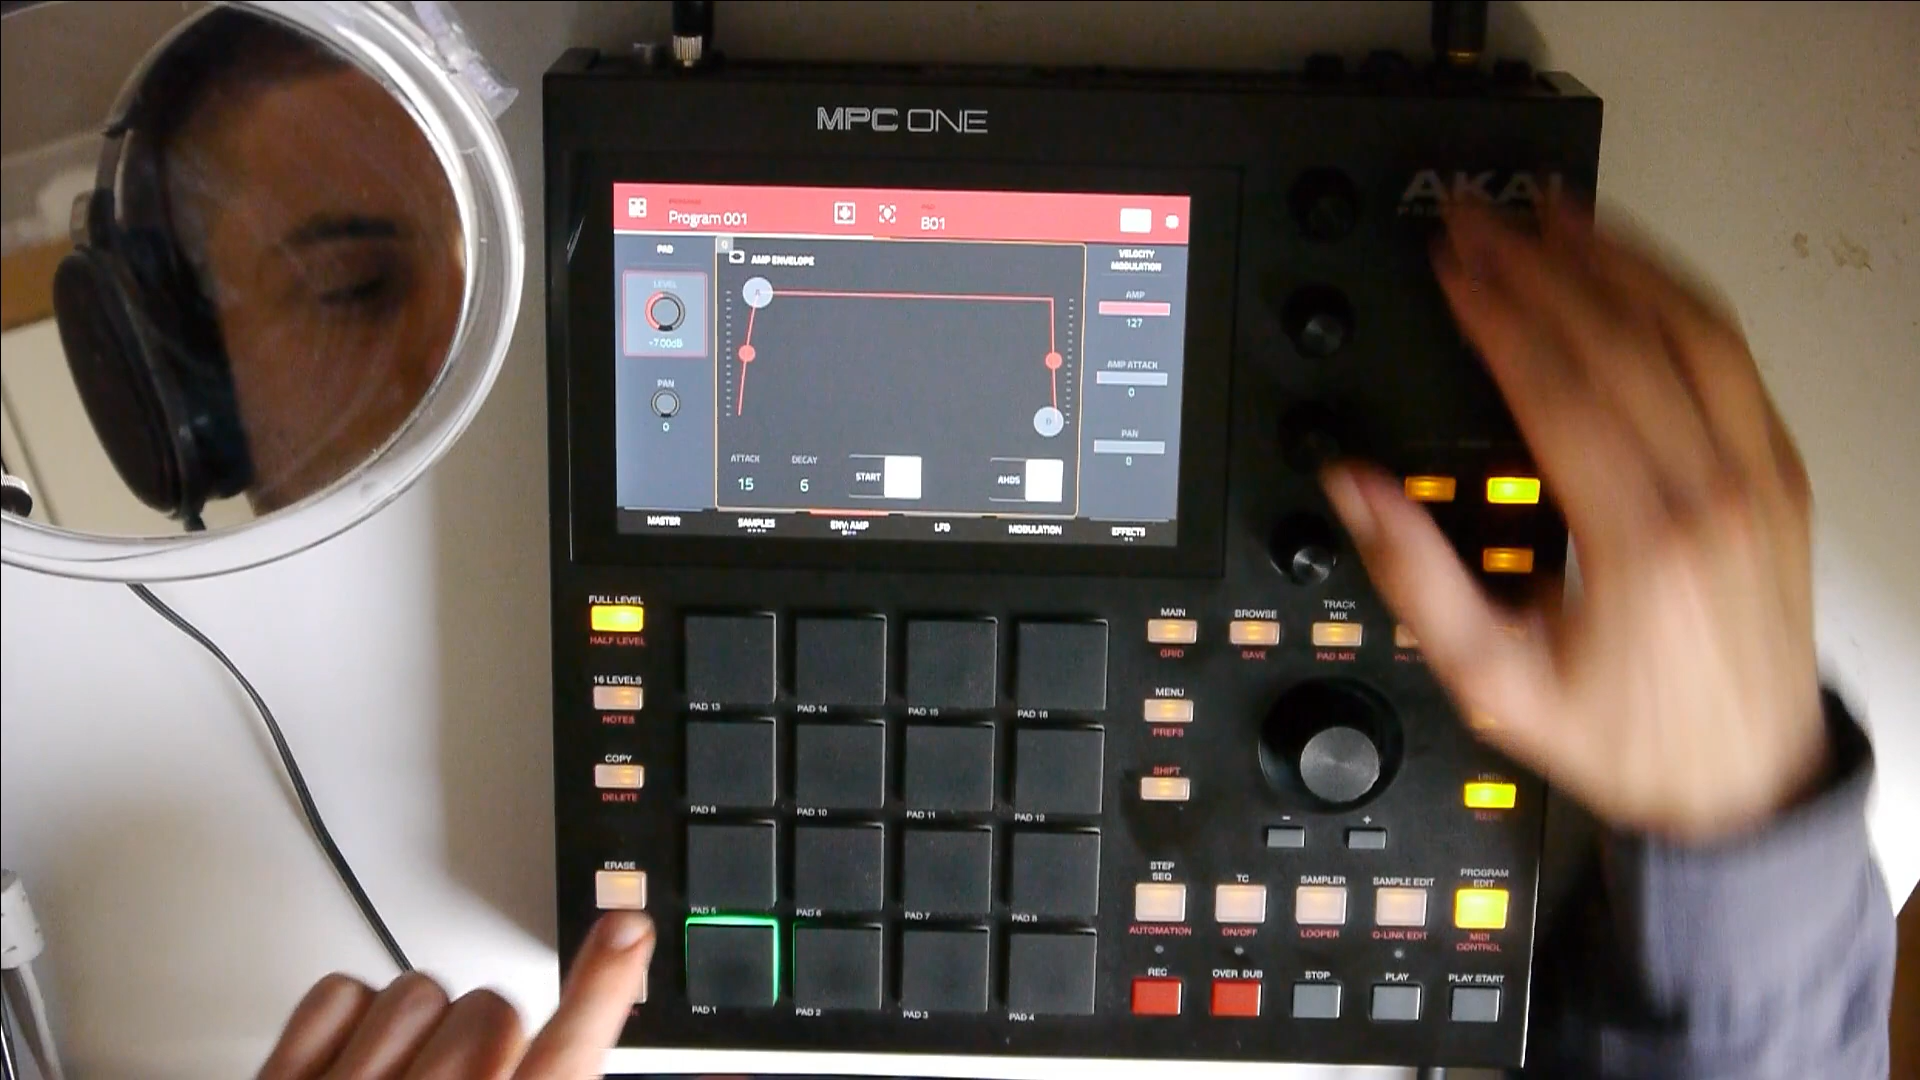 MPC ONE
AKAI
Program 001
B01
PAD
LEVEL
-7.00dB
PAN
0
AMP ENVELOPE
ATTACK
15
DECAY
6
START
AHDS
VELOCITY
MODULATION
AMP
127
AMP ATTACK
0
PAN
0
MASTER
SAMPLES
ENV: AMP
LFO
MODULATION
EFFECTS
FULL LEVEL
HALF LEVEL
16 LEVELS
NOTES
COPY
DELETE
ERASE
PAD 13
PAD 14
PAD 15
PAD 16
PAD 9
PAD 10
PAD 11
PAD 12
PAD 5
PAD 6
PAD 7
PAD 8
PAD 1
PAD 2
PAD 3
PAD 4
MAIN
GRID
BROWSE
SAVE
TRACK
MIX
PAD MIX
MENU
PREFS
SHIFT
- +
STEP
SEQ
AUTOMATION
TC
ON/OFF
SAMPLER
LOOPER
SAMPLE EDIT
Q-LINK EDIT
PROGRAM
EDIT
MIDI
CONTROL
REC
OVER DUB
STOP
PLAY
PLAY START